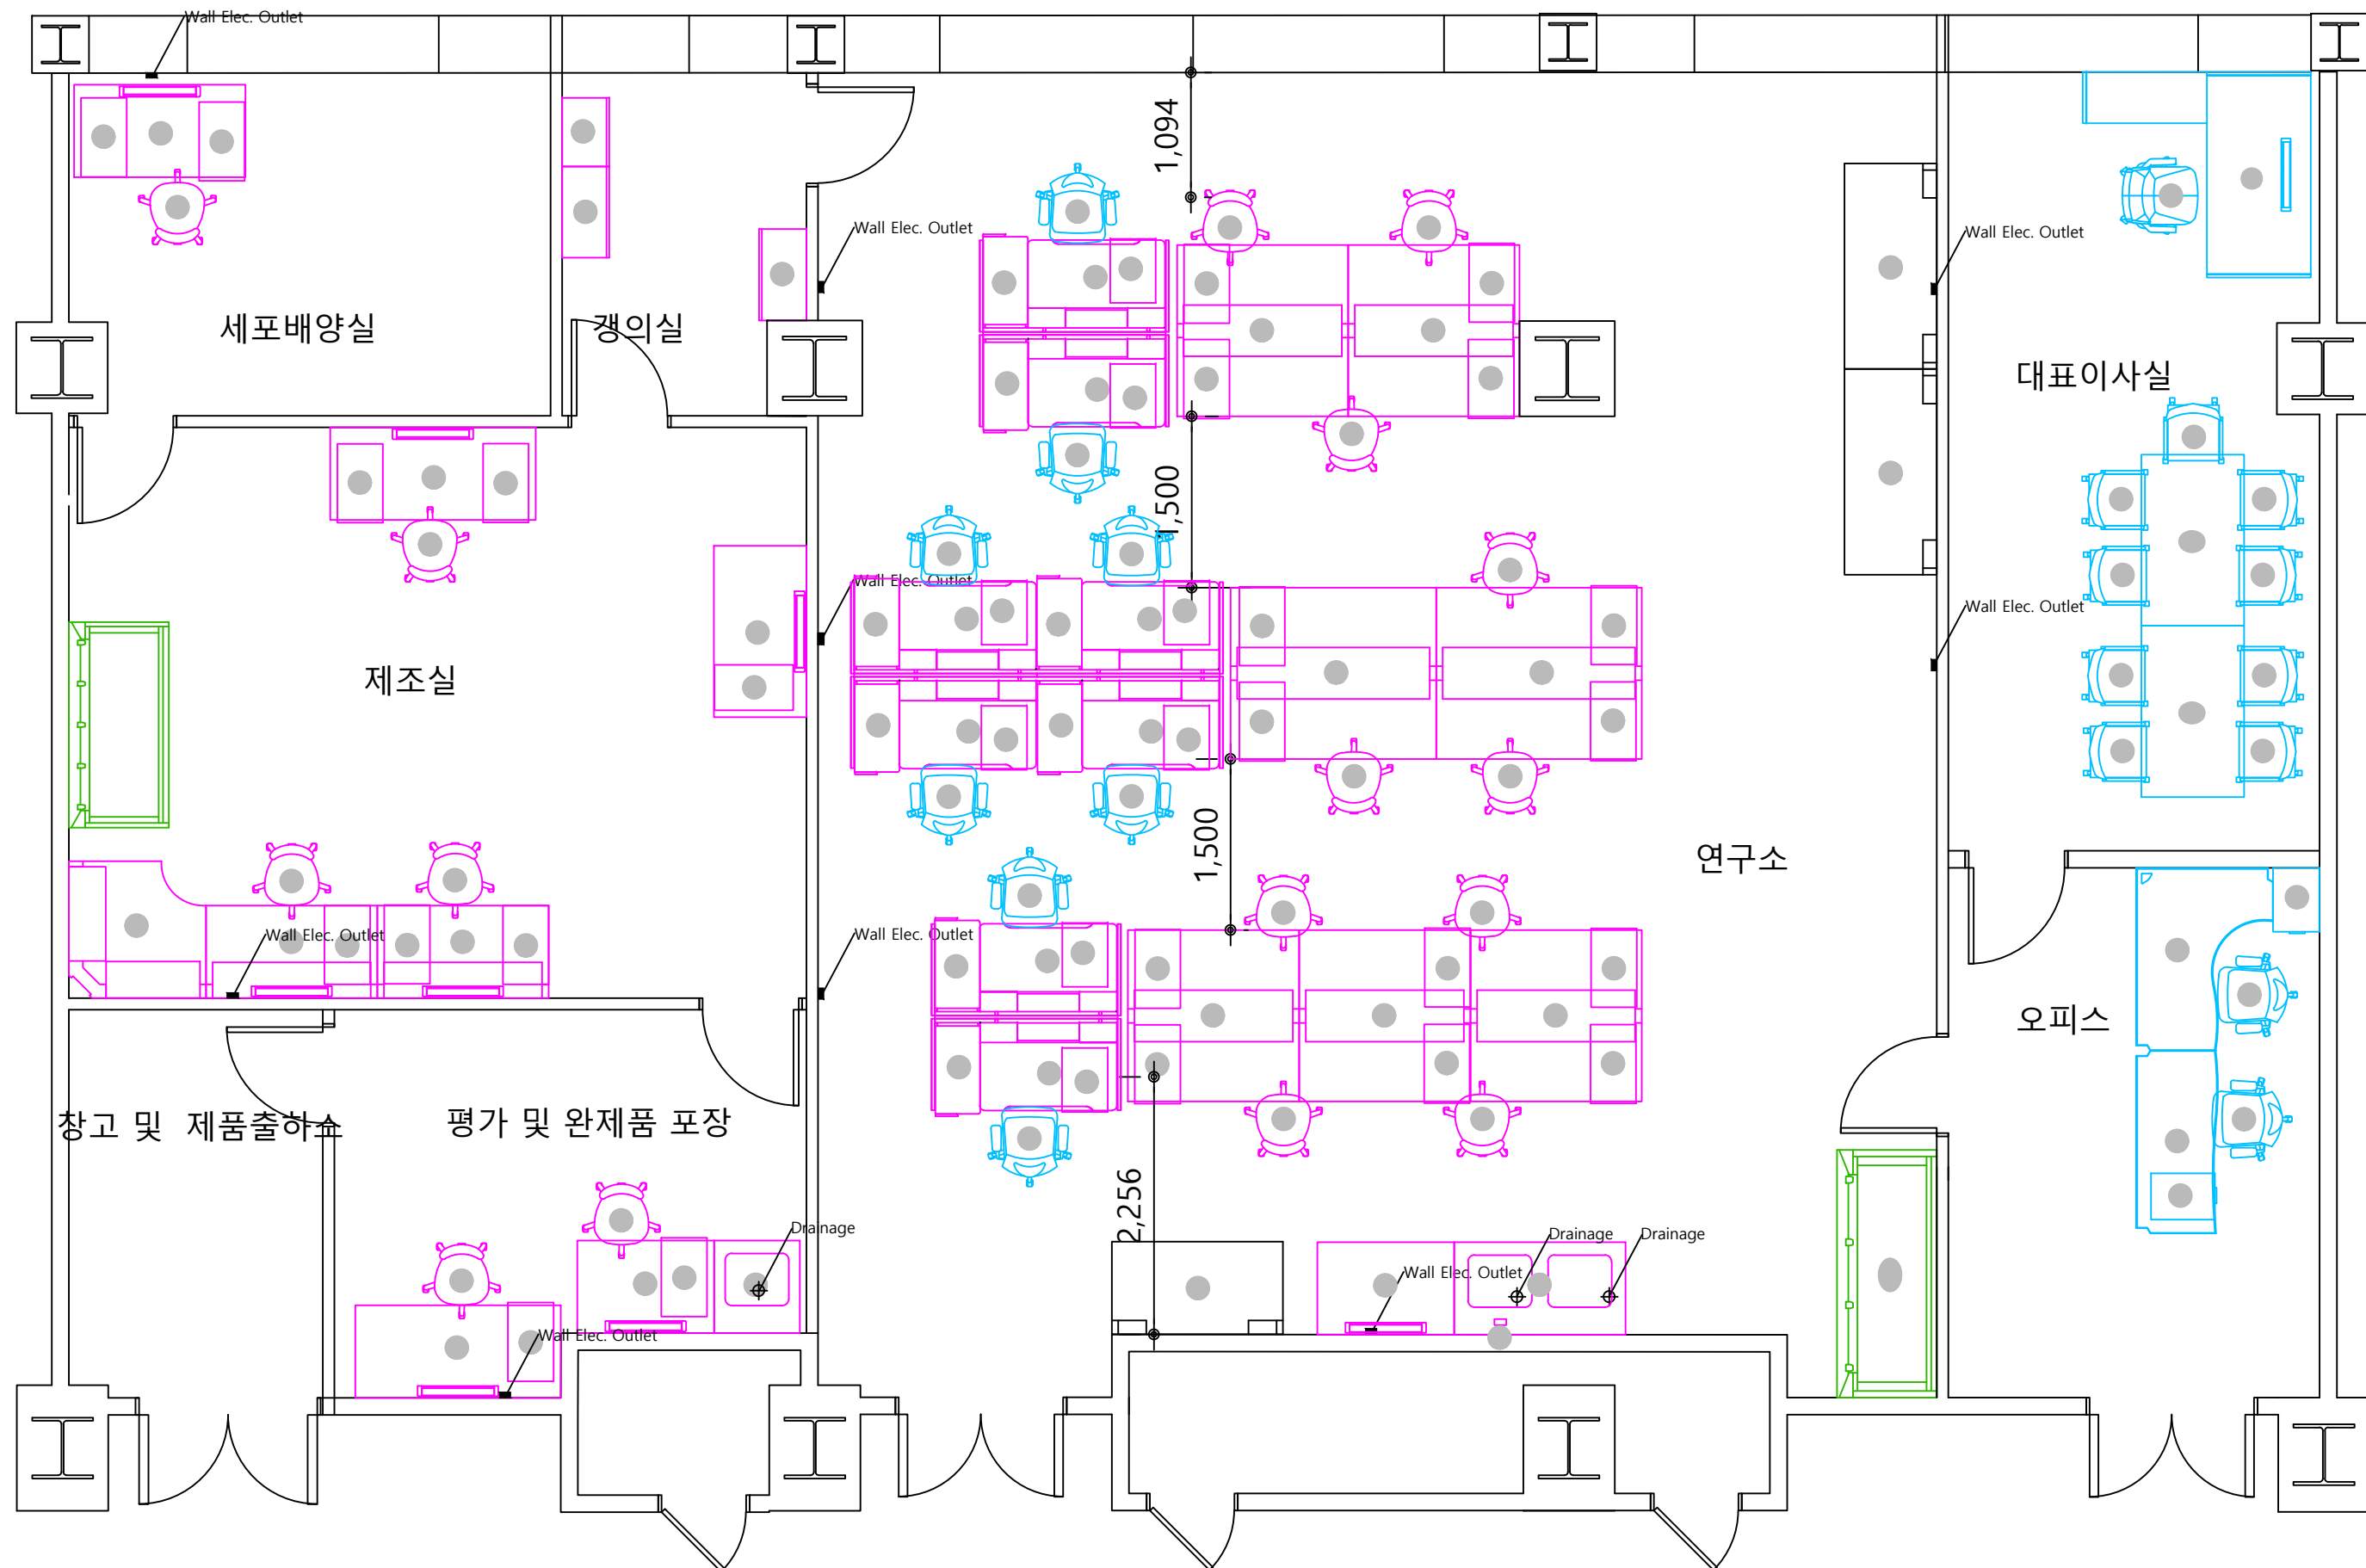 Wall Elec. Outlet
1,094
Wall Elec. Outlet
Wall Elec. Outlet
세포배양실
갱의실
대표이사실
1,500
Wall Elec. Outlet
Wall Elec. Outlet
제조실
1,500
연구소
Wall Elec. Outlet
Wall Elec. Outlet
오피스
창고 및 제품출하소
평가 및 완제품 포장
2,256
Drainage
Drainage
Drainage
Wall Elec. Outlet
Wall Elec. Outlet